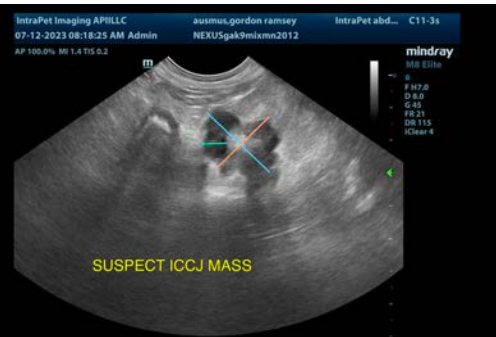 IntraPet Imaging APIILLC ausmus,gordon ramsey IntraPet abd... C11-3s
07-12-2023 08:18:25 AM Admin NEXUSgak9mixmn2012
AP 100.0% MI 1.4 TIS 0.2
mindray
m
M8 Elite
B
F H7.0
D 8.0
G 45
FR 21
DR 115
iClear 4
SUSPECT ICCJ MASS